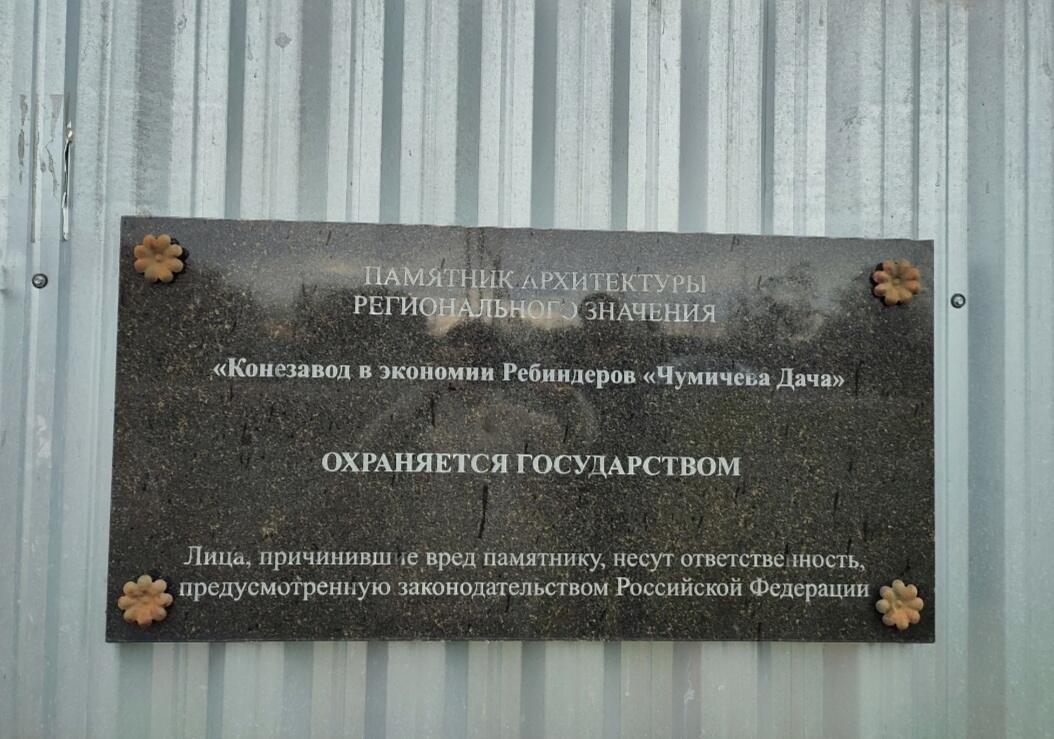 ПАМЯТНИК АРХИТЕКТУРЫ
РЕГИОНАЛЬНОГО ЗНАЧЕНИЯ
«Конезавод в экономии Ребиндеров «Чумичева Дача»
ОХРАНЯЕТСЯ ГОСУДАРСТВОМ
Лица, причинившие вред памятнику, несут ответственность,
предусмотренную законодательством Российской Федерации